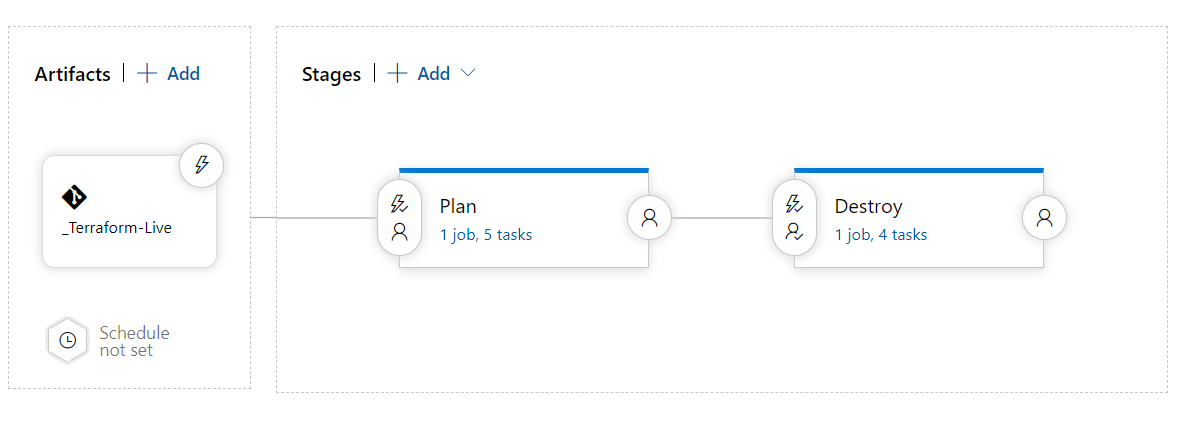 Artifacts | + Add
Stages | + Add
_Terraform-Live
Plan
1 job, 5 tasks
Destroy
1 job, 4 tasks
Schedule
not set